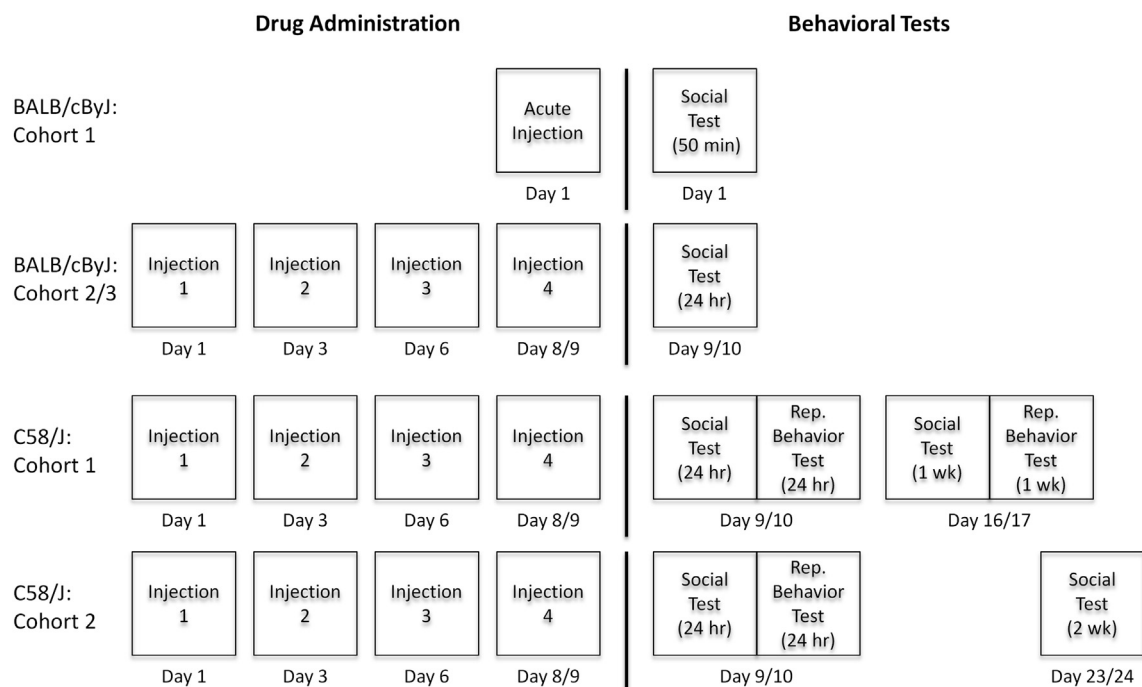 Drug Administration
Behavioral Tests
BALB/cByJ:
Cohort 1
Acute
Injection
Day 1
Social
Test
(50 min)
Day 1
BALB/cByJ:
Cohort 2/3
Injection
1
Day 1
Injection
2
Day 3
Injection
3
Day 6
Injection
4
Day 8/9
Social
Test
(24 hr)
Day 9/10
C58/J:
Cohort 1
Injection
1
Day 1
Injection
2
Day 3
Injection
3
Day 6
Injection
4
Day 8/9
Social
Test
(24 hr)
Rep.
Behavior
Test
(24 hr)
Day 9/10
Social
Test
(1 wk)
Rep.
Behavior
Test
(1 wk)
Day 16/17
C58/J:
Cohort 2
Injection
1
Day 1
Injection
2
Day 3
Injection
3
Day 6
Injection
4
Day 8/9
Social
Test
(24 hr)
Rep.
Behavior
Test
(24 hr)
Day 9/10
Social
Test
(2 wk)
Day 23/24